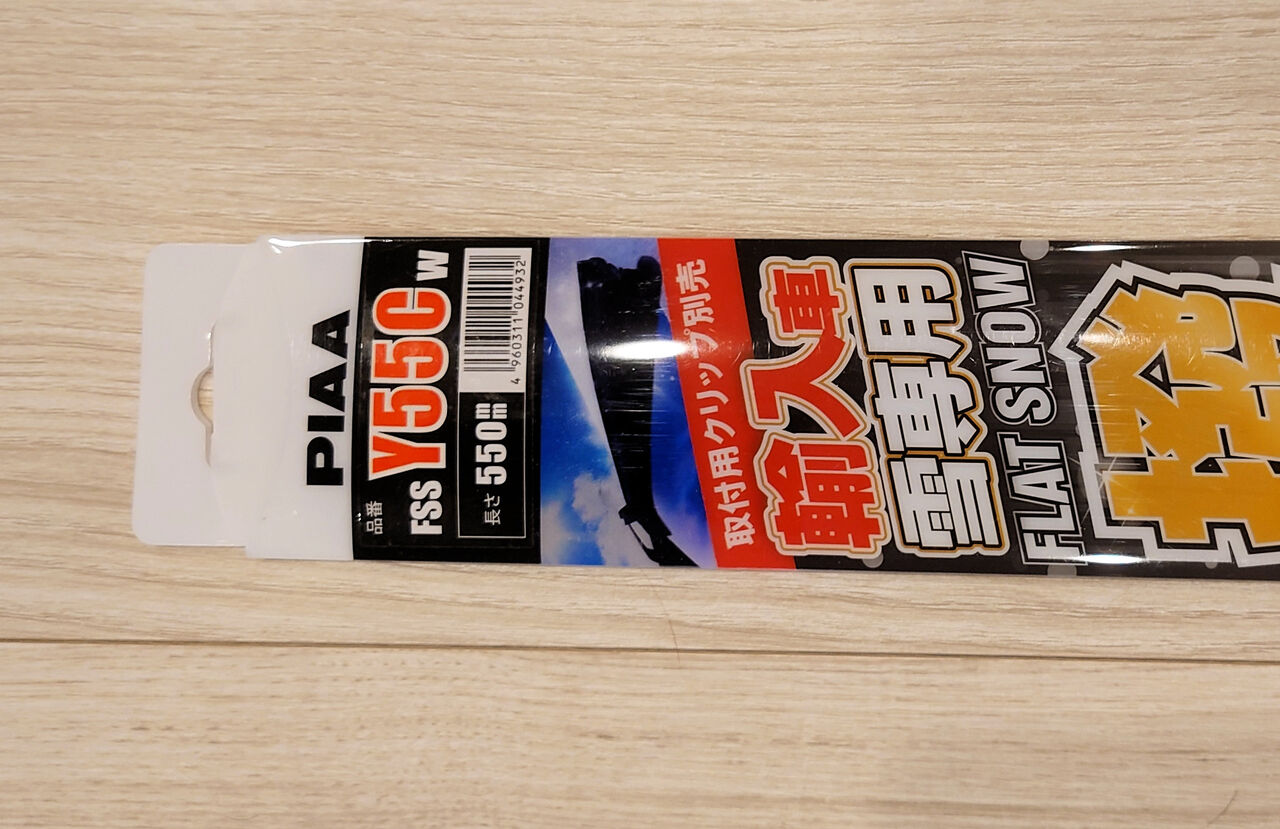 PIAA
品番
FSS Y55C W
長さ 550mm
4 960311 044932
取付用クリップ別売
輸入車
雪専用
FLAT SNOW